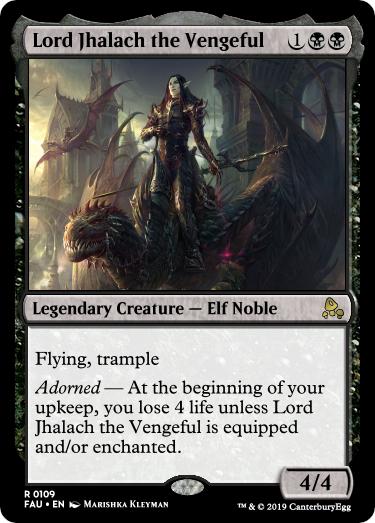 Lord Jhalach the Vengeful 1
Legendary Creature — Elf Noble
Flying, trample
Adorned — At the beginning of your
upkeep, you lose 4 life unless Lord
Jhalach the Vengeful is equipped
and/or enchanted.
4/4
R 0109
FAU • EN Marishka Kleyman
™ & © 2019 CanterburyEgg